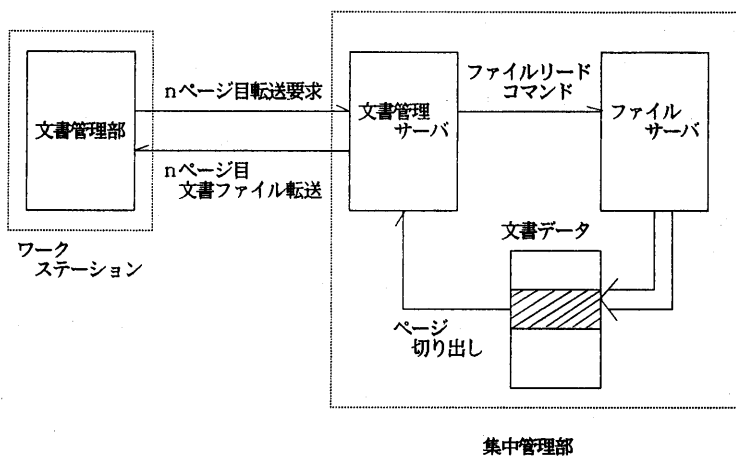 nページ目転送要求
文書管理部
nページ目
文書ファイル転送
ワーク
ステーション
文書管理
サーバ
ファイルリード
コマンド
ファイル
サーバ
文書データ
ページ
切り出し
集中管理部